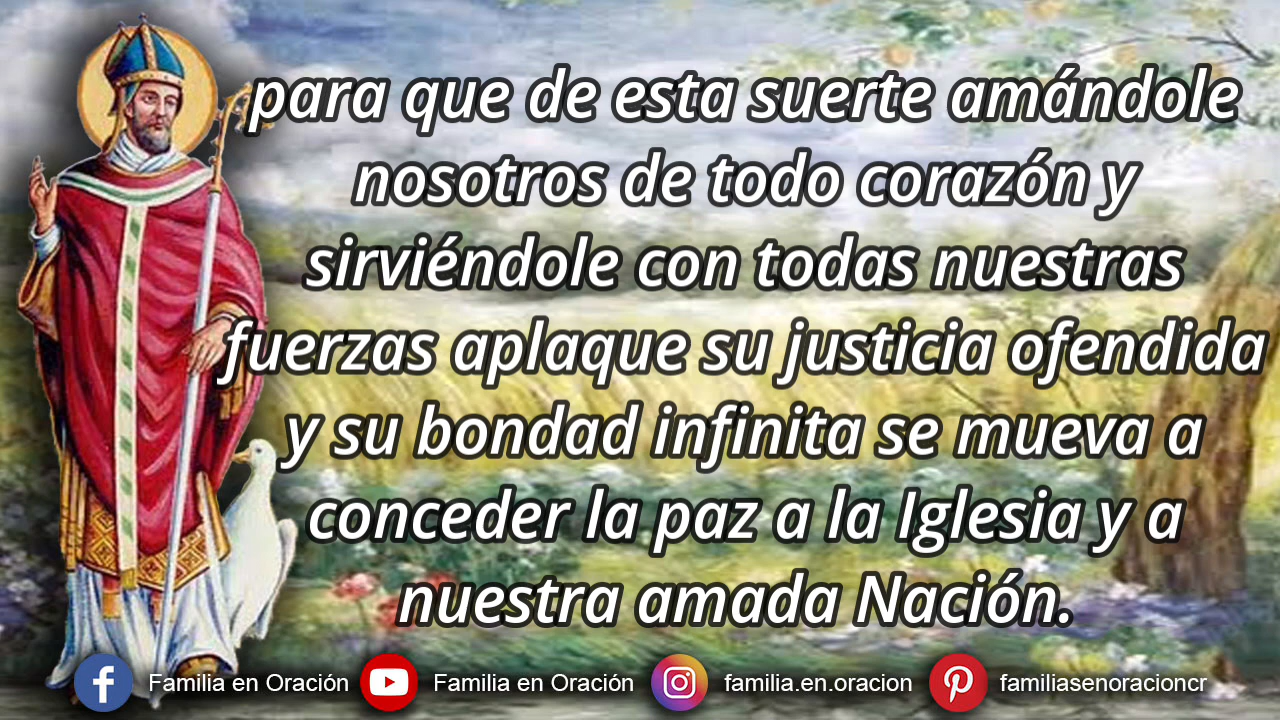 para que de esta suerte amándole
nosotros de todo corazón y
sirviéndole con todas nuestras
fuerzas aplaque su justicia ofendida
y su bondad infinita se mueva a
conceder la paz a la Iglesia y a
nuestra amada Nación.
Familia en Oración Familia en Oración familia.en.oracion familiasenoracioncr